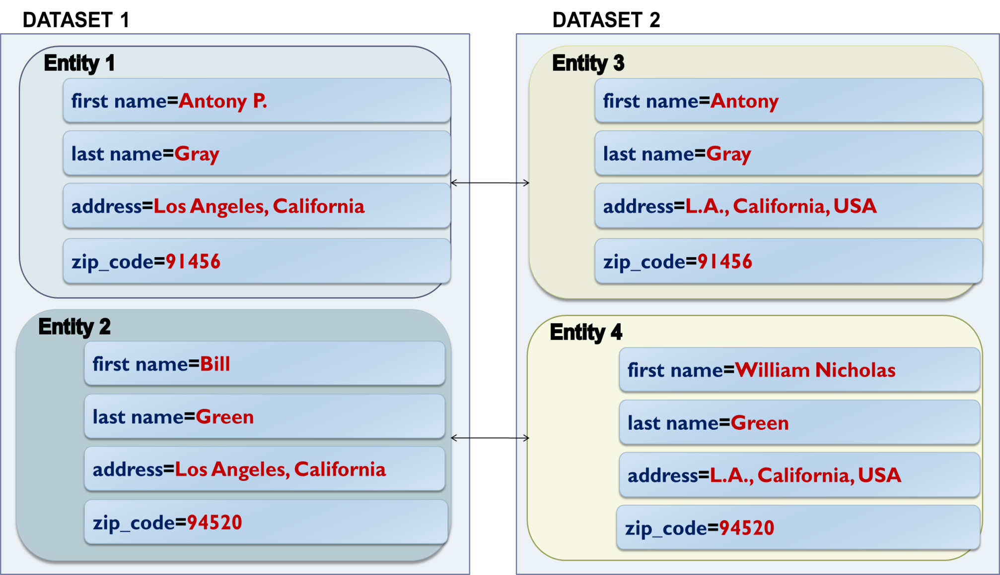 DATASET 1
Entity 1
first name=Antony P.
last name=Gray
address=Los Angeles, California
zip_code=91456
Entity 2
first name=Bill
last name=Green
address=Los Angeles, California
zip_code=94520
DATASET 2
Entity 3
first name=Antony
last name=Gray
address=L.A., California, USA
zip_code=91456
Entity 4
first name=William Nicholas
last name=Green
address=L.A., California, USA
zip_code=94520